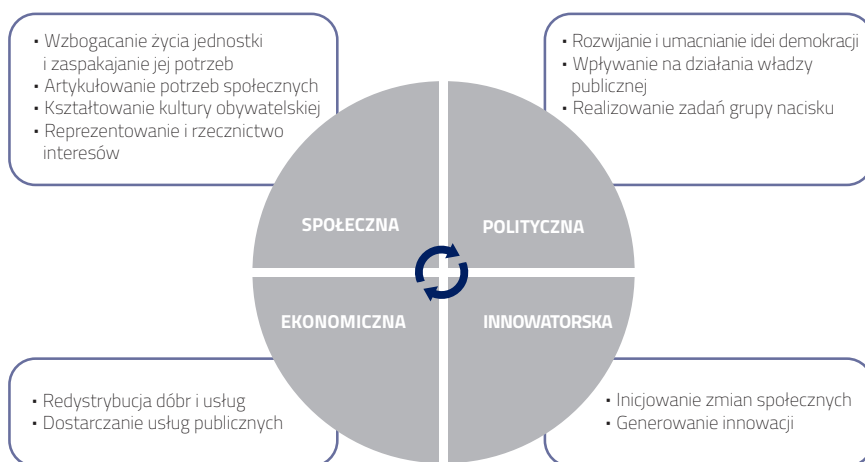 • Wzbogacanie życia jednostki
i zaspakajanie jej potrzeb
• Artykułowanie potrzeb społecznych
• Kształtowanie kultury obywatelskiej
• Reprezentowanie i rzecznictwo
interesów
• Rozwijanie i umacnianie idei demokracji
• Wpływanie na działania władzy
publicznej
• Realizowanie zadań grupy nacisku
SPOŁECZNA
POLITYCZNA
EKONOMICZNA
INNOWATORSKA
• Redystrybucja dóbr i usług
• Dostarczanie usług publicznych
• Inicjowanie zmian społecznych
• Generowanie innowacji